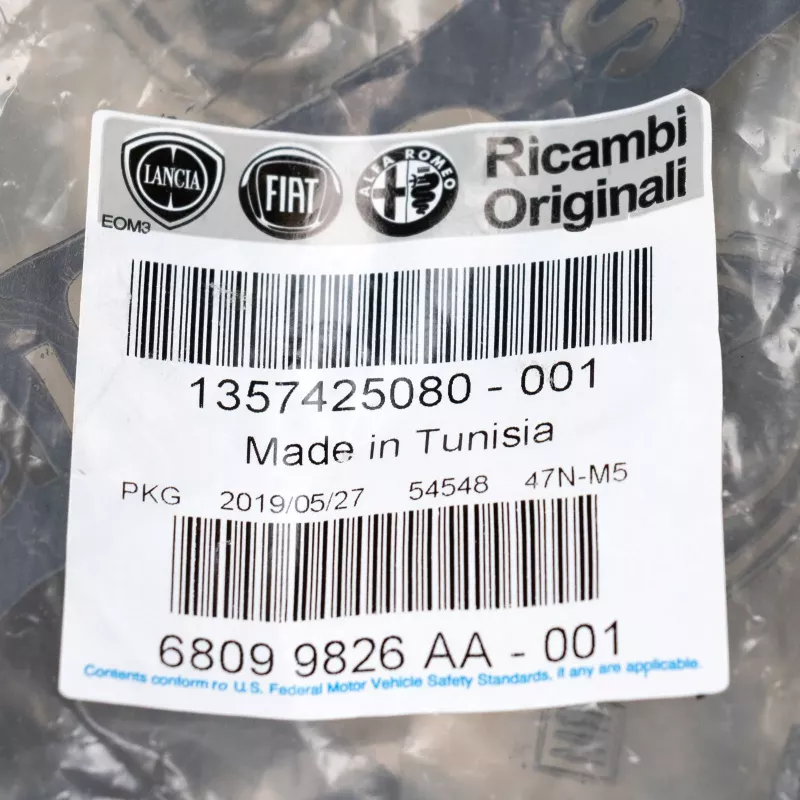 LANCIA
FIAT
ALFA ROMEO
Ricambi
Originali
EOM3
1357425080 - 001
Made in Tunisia
PKG 2019/05/27 54548 47N-M5
6809 9826 AA - 001
Contents conform to U.S. Federal Motor Vehicle Safety Standards, if any are applicable.